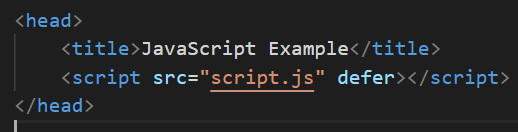 <head>
    <title>JavaScript Example</title>
    <script src="script.js" defer></script>
</head>